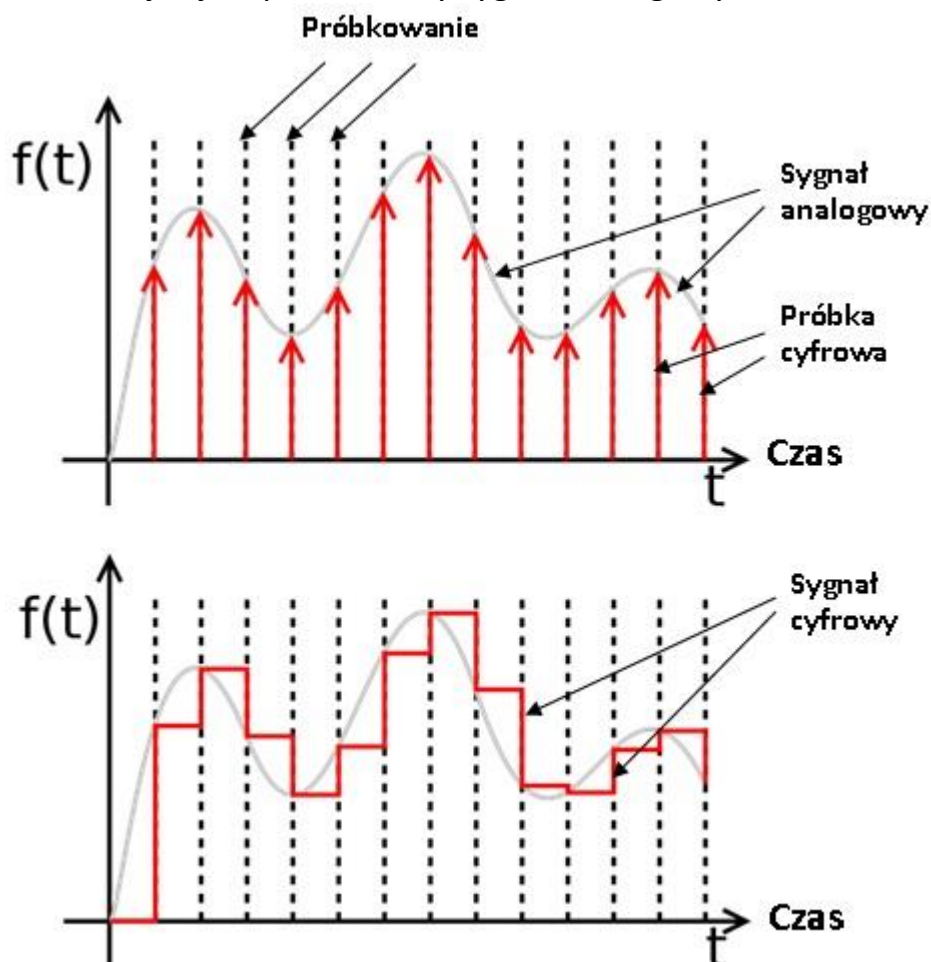 Próbkowanie
f(t)
Sygnał
analogowy
Próbka
cyfrowa
Czas
t
f(t)
Sygnał
cyfrowy
Czas
t